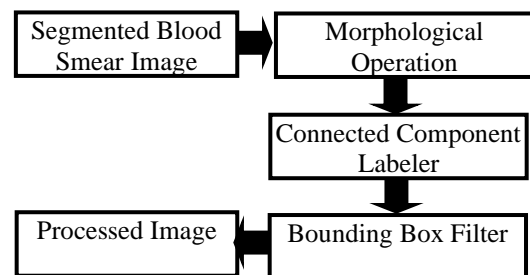 Segmented Blood
Smear Image
Morphological
Operation
Connected Component
Labeler
Bounding Box Filter
Processed Image